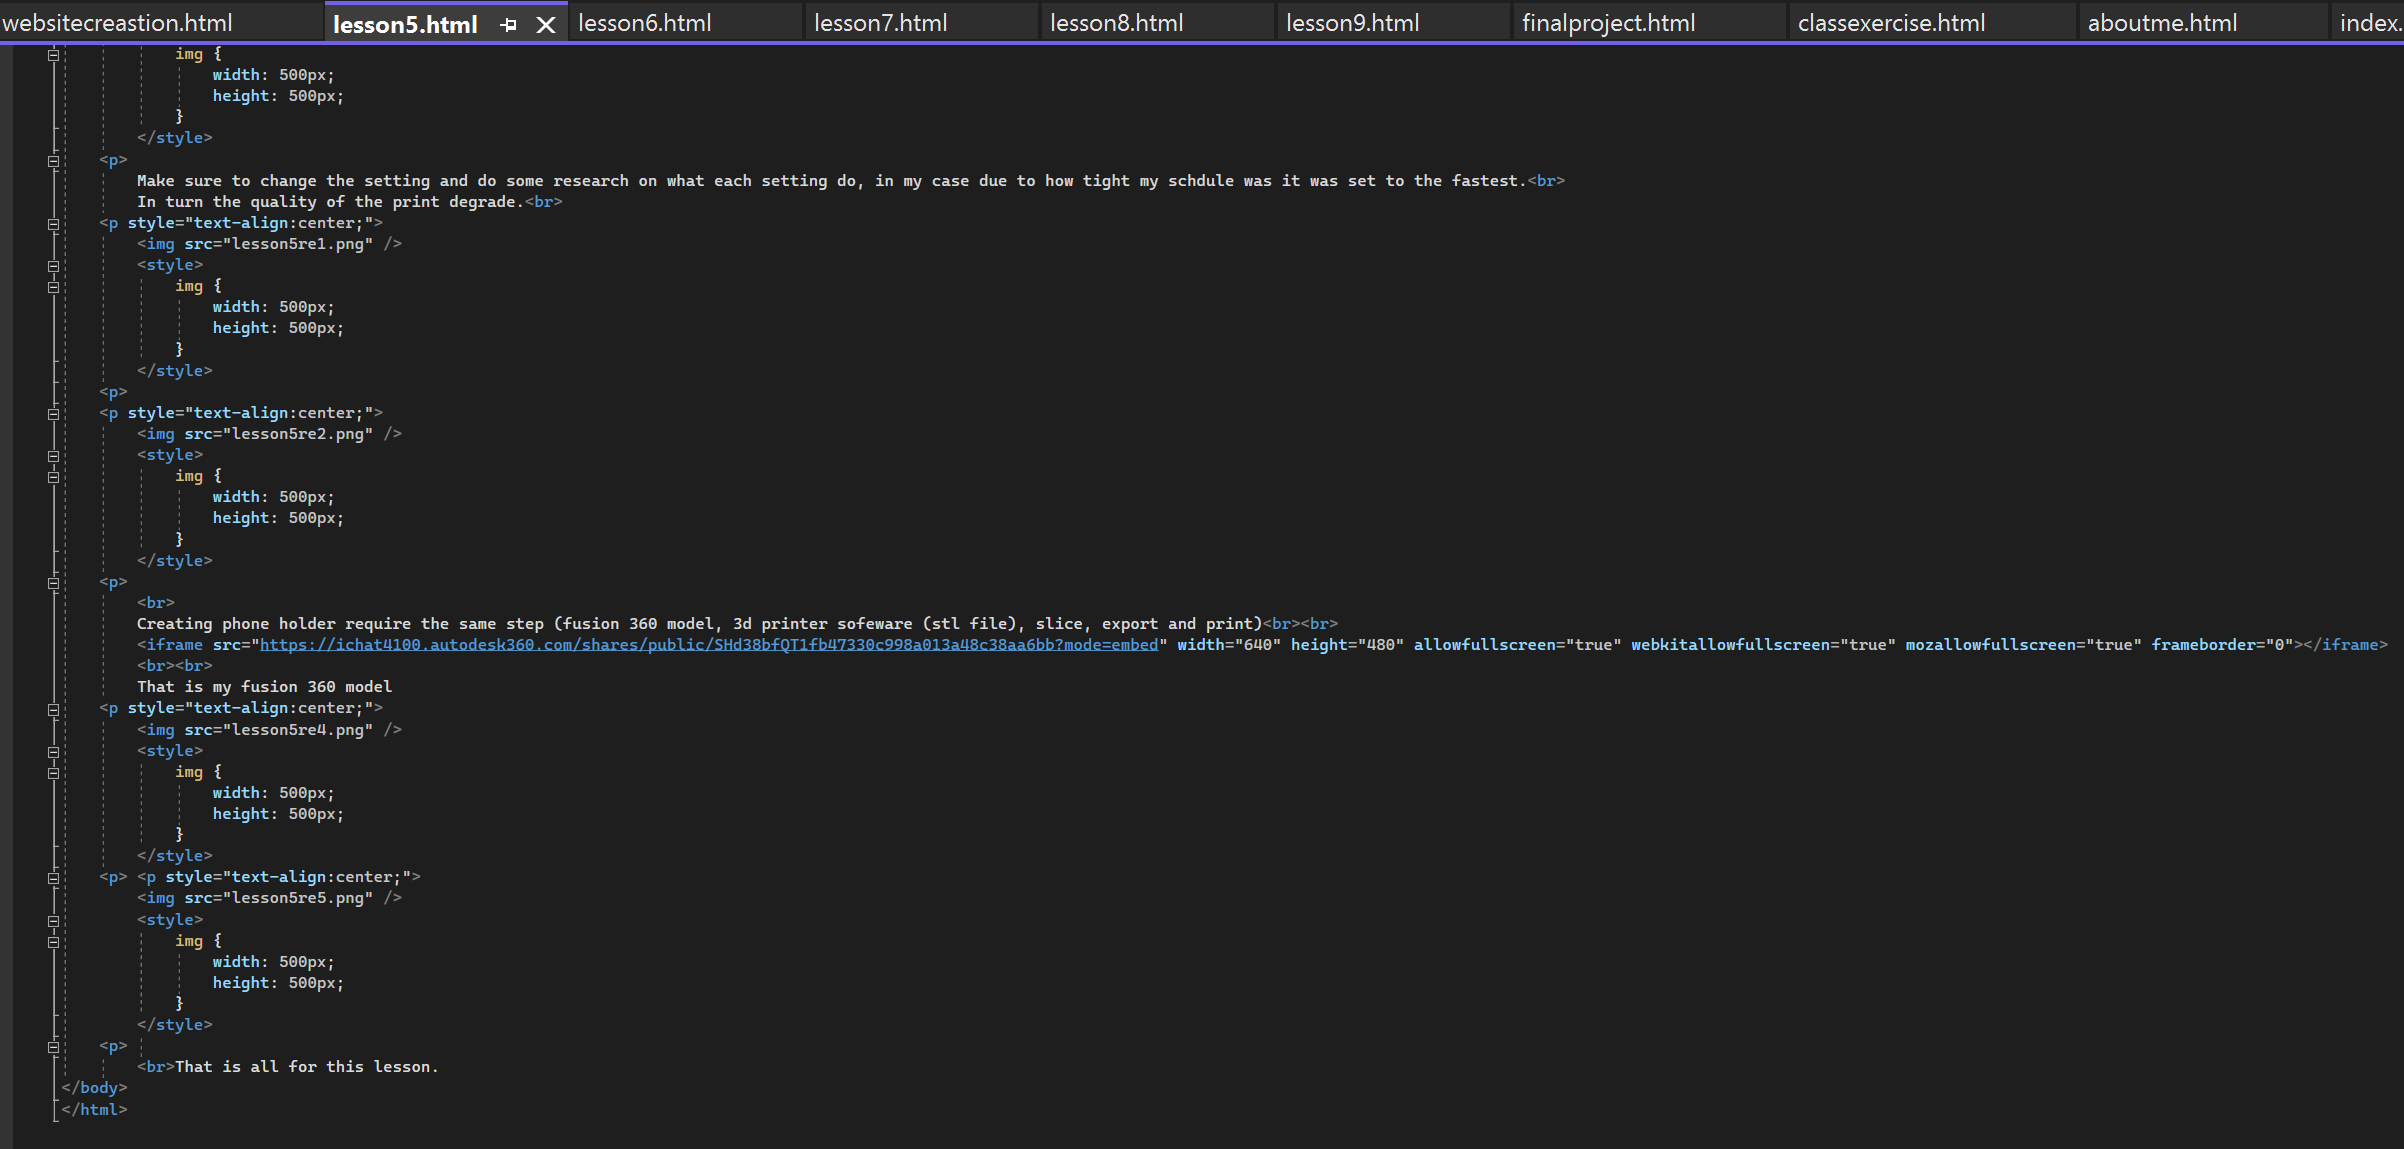 websitecreastion.html lesson5.html lesson6.html lesson7.html lesson8.html lesson9.html finalproject.html classexercise.html aboutme.html index.
img {
width: 500px;
height: 500px;
}
</style>
<p>
Make sure to change the setting and do some research on what each setting do, in my case due to how tight my schdule was it was set to the fastest.<br>
In turn the quality of the print degrade.<br>
<p style="text-align:center;">
<img src="lesson5re1.png" />
<style>
img {
width: 500px;
height: 500px;
}
</style>
<p>
<p style="text-align:center;">
<img src="lesson5re2.png" />
<style>
img {
width: 500px;
height: 500px;
}
</style>
<p>
<br>
Creating phone holder require the same step (fusion 360 model, 3d printer sofeware (stl file), slice, export and print)<br><br>
<iframe src="https://ichat4100.autodesk360.com/shares/public/SHd38bfQT1fb47330c998a013a48c38aa6bb?mode=embed" width="640" height="480" allowfullscreen="true" webkitallowfullscreen="true" mozallowfullscreen="true" frameborder="0"></iframe>
<br><br>
That is my fusion 360 model
<p style="text-align:center;">
<img src="lesson5re4.png" />
<style>
img {
width: 500px;
height: 500px;
}
</style>
<p> <p style="text-align:center;">
<img src="lesson5re5.png" />
<style>
img {
width: 500px;
height: 500px;
}
</style>
<p>
<br>That is all for this lesson.
</body>
</html>